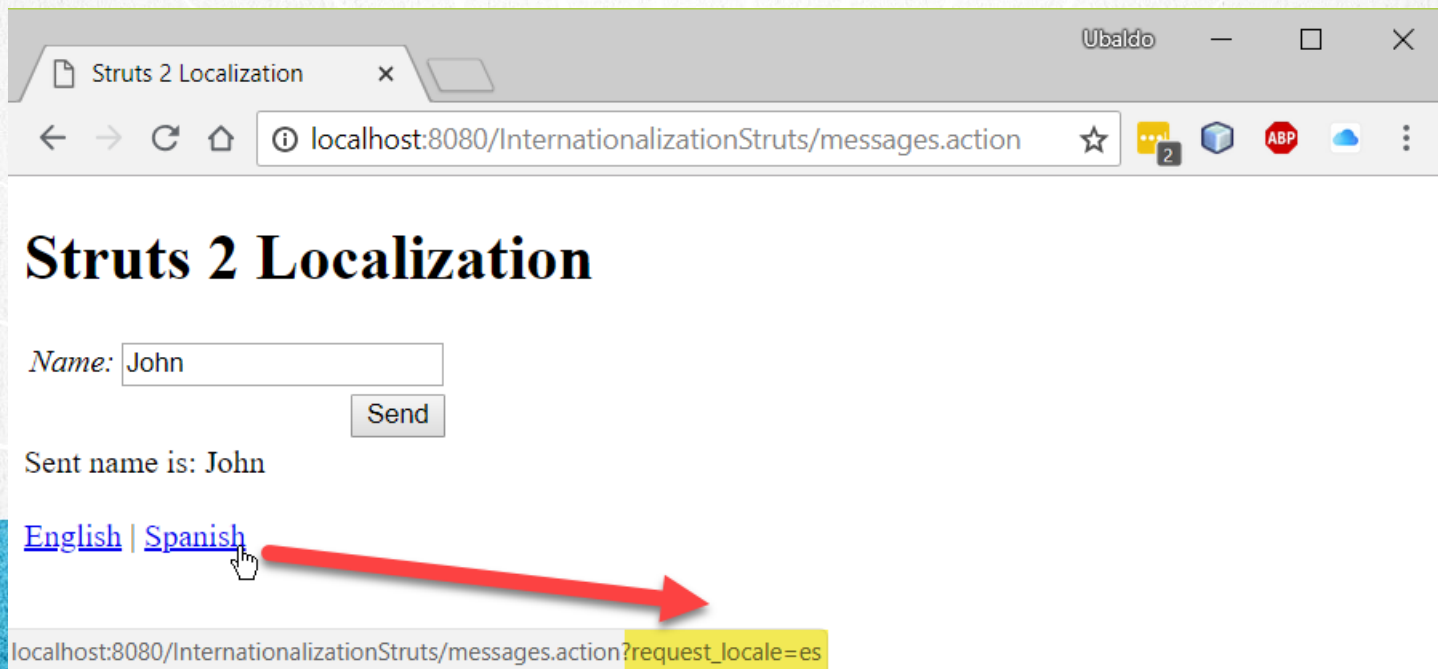 Ubaldo
Struts 2 Localization
localhost:8080/InternationalizationStruts/messages.action
2
ABP
Struts 2 Localization
Name: John
Send
Sent name is: John
English | Spanish
localhost:8080/InternationalizationStruts/messages.action?request_locale=es